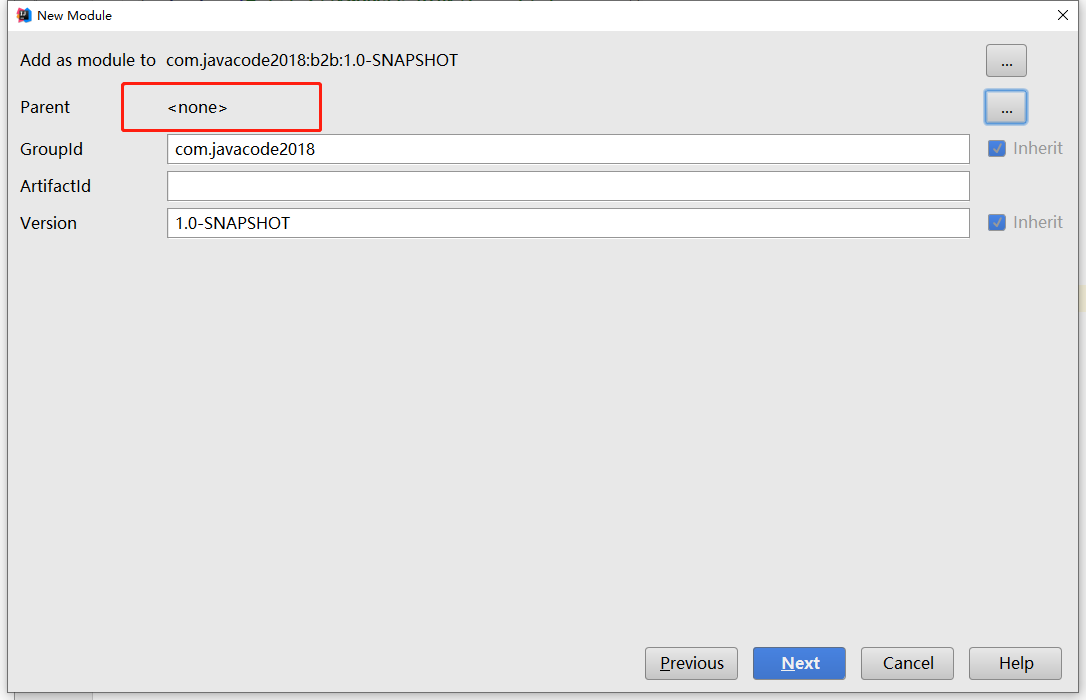 New Module
Add as module to com.javacode2018:b2b:1.0-SNAPSHOT ...
Parent <none> ...
GroupId com.javacode2018 Inherit
ArtifactId
Version 1.0-SNAPSHOT Inherit
Previous Next Cancel Help